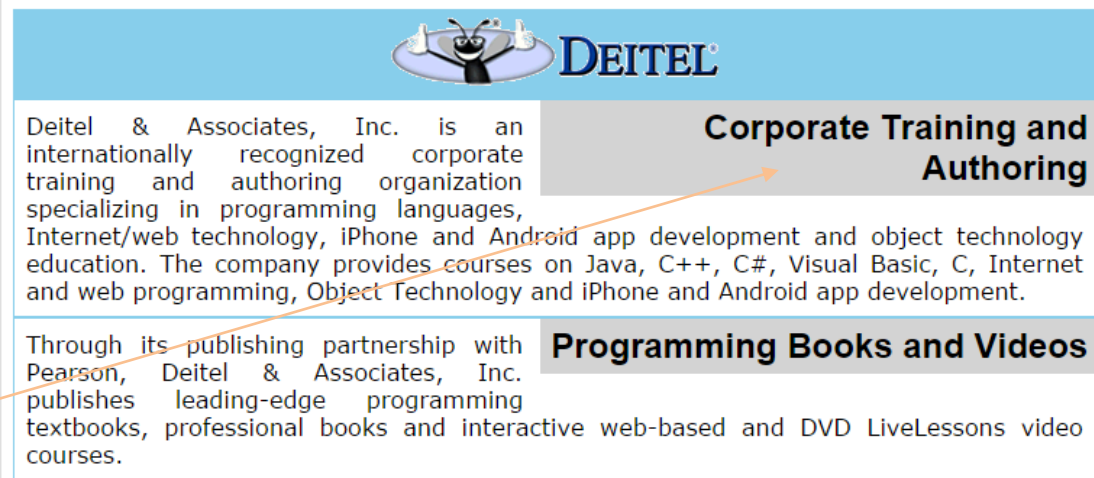 DEITEL®
Corporate Training and
Authoring
Deitel & Associates, Inc. is an
internationally recognized corporate
training and authoring organization
specializing in programming languages,
Internet/web technology, iPhone and Android app development and object technology
education. The company provides courses on Java, C++, C#, Visual Basic, C, Internet
and web programming, Object Technology and iPhone and Android app development.
Programming Books and Videos
Through its publishing partnership with
Pearson, Deitel & Associates, Inc.
publishes leading-edge programming
textbooks, professional books and interactive web-based and DVD LiveLessons video
courses.